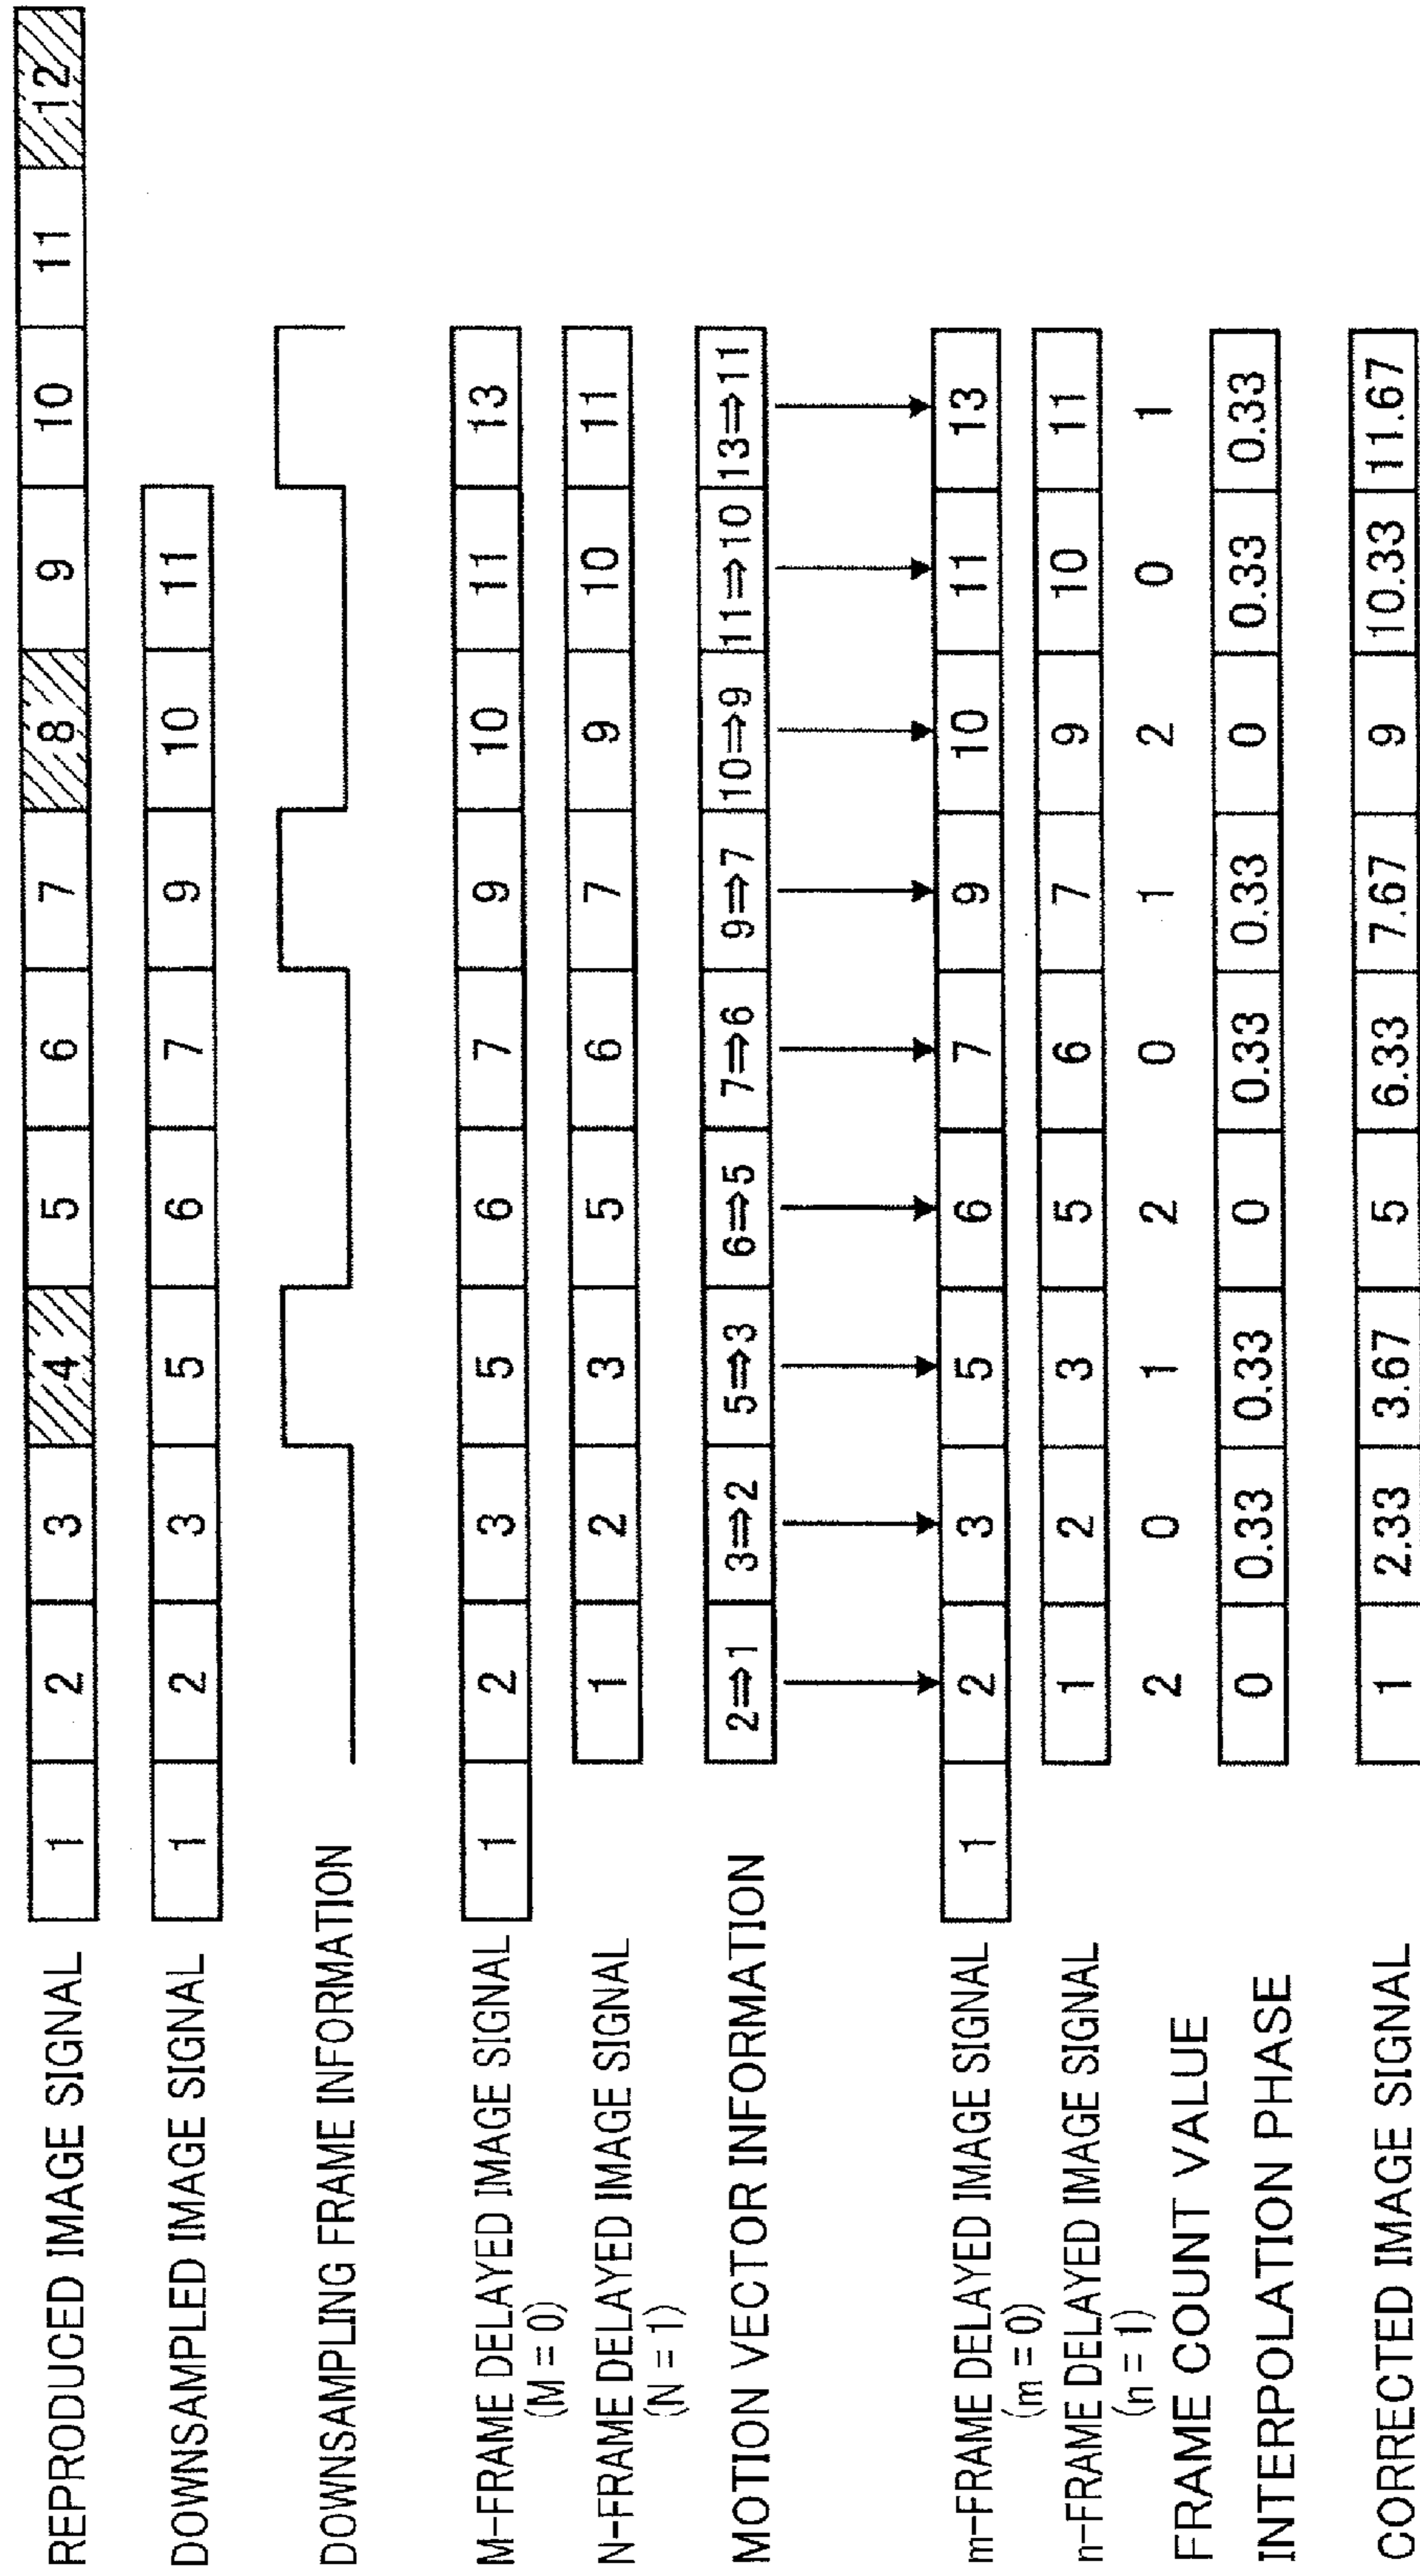 REPRODUCED IMAGE SIGNAL 1 2 3 4 5 6 7 8 9 10 11 12
DOWNSAMPLED IMAGE SIGNAL 1 2 3 5 6 7 9 10 11
DOWNSAMPLING FRAME INFORMATION
M-FRAME DELAYED IMAGE SIGNAL 1 2 3 5 6 7 9 10 11 13
(M = 0)
N-FRAME DELAYED IMAGE SIGNAL 1 2 3 5 6 7 9 10 11
(N = 1)
MOTION VECTOR INFORMATION 2⇒1 3⇒2 5⇒3 6⇒5 7⇒6 9⇒7 10⇒9 11⇒10 13⇒11
m-FRAME DELAYED IMAGE SIGNAL 1 2 3 5 6 7 9 10 11 13
(m = 0)
n-FRAME DELAYED IMAGE SIGNAL 1 2 3 5 6 7 9 10 11
(n = 1)
FRAME COUNT VALUE 2 0 1 2 0 1 2 0 1
INTERPOLATION PHASE 0 0.33 0.33 0 0.33 0.33 0 0.33 0.33
CORRECTED IMAGE SIGNAL 1 2.33 3.67 5 6.33 7.67 9 10.33 11.67